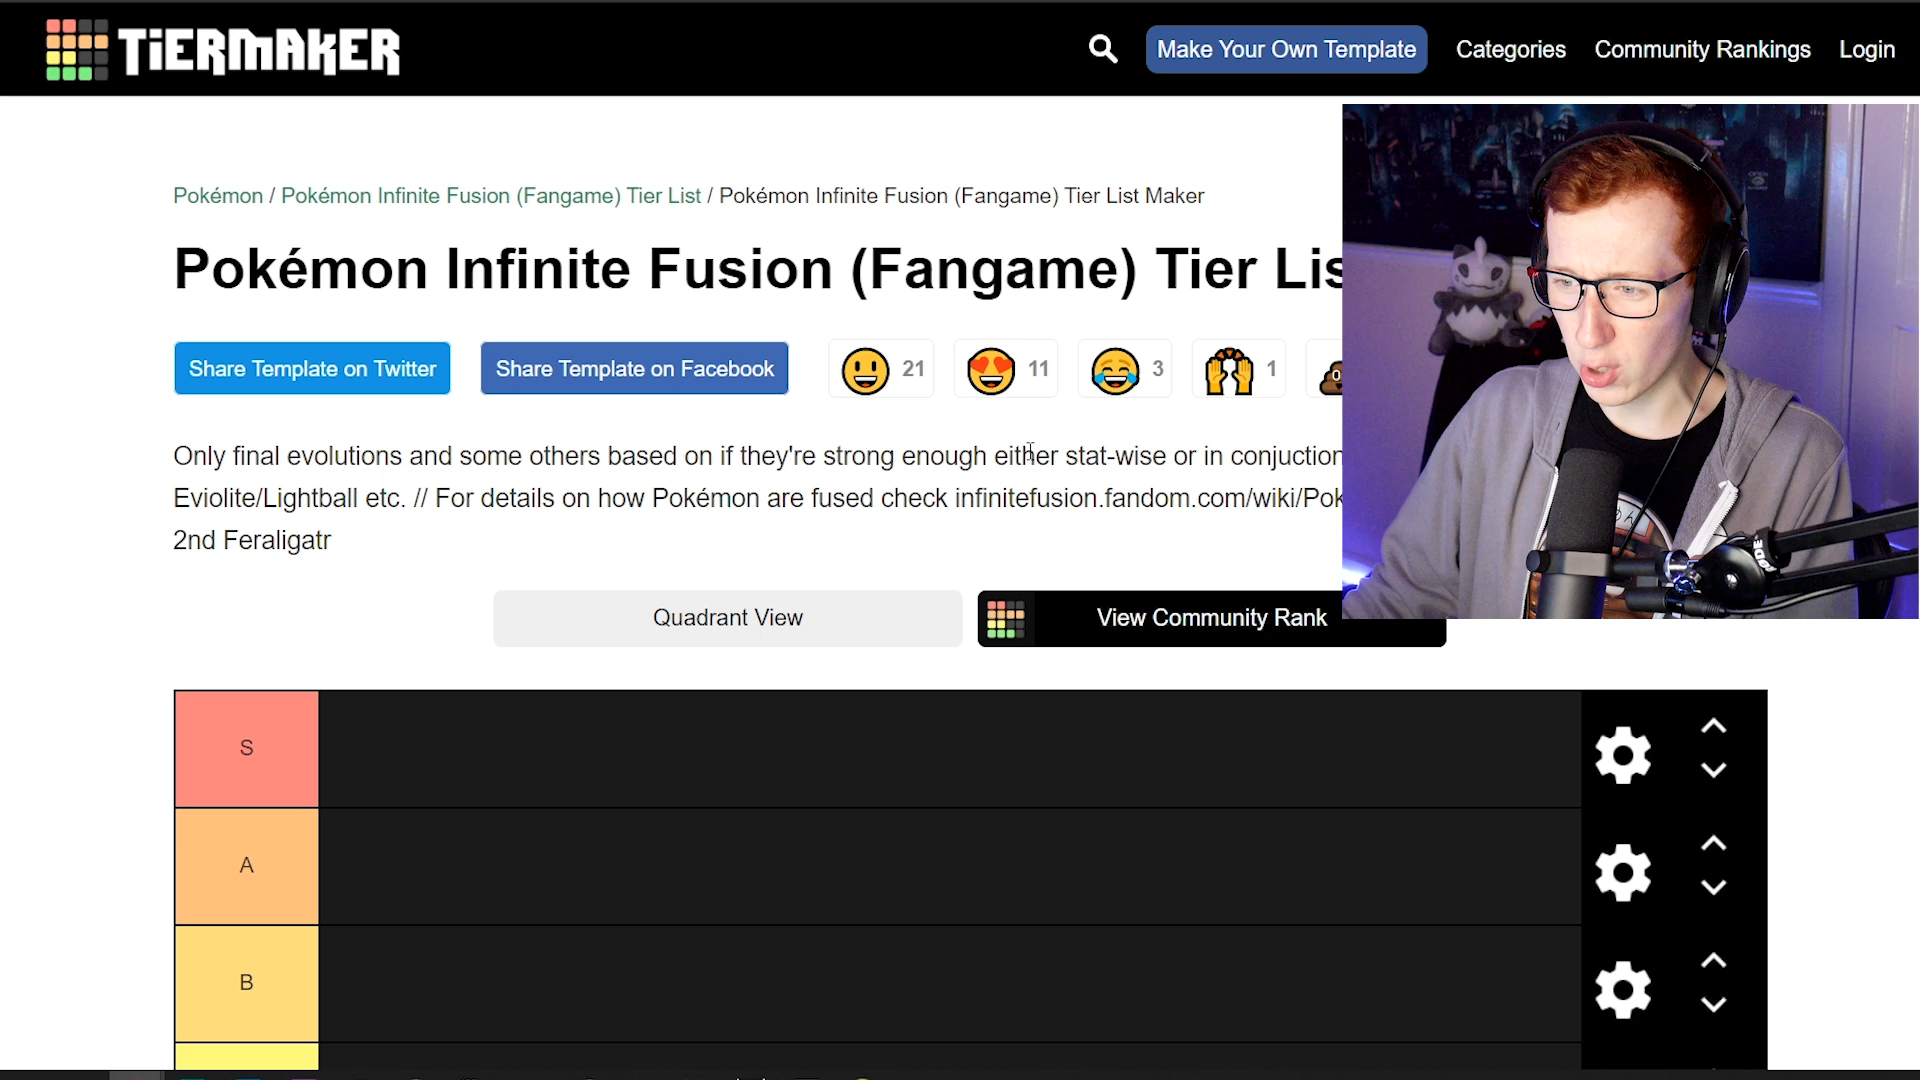 TiERMAKER
Make Your Own Template
Categories
Community Rankings
Login
Pokémon / Pokémon Infinite Fusion (Fangame) Tier List / Pokémon Infinite Fusion (Fangame) Tier List Maker
Pokémon Infinite Fusion (Fangame) Tier Lis
Share Template on Twitter
Share Template on Facebook
21
11
3
1
Only final evolutions and some others based on if they're strong enough either stat-wise or in conjuction
Eviolite/Lightball etc. // For details on how Pokémon are fused check infinitefusion.fandom.com/wiki/Pok
2nd Feraligatr
Quadrant View
View Community Rank
S
A
B